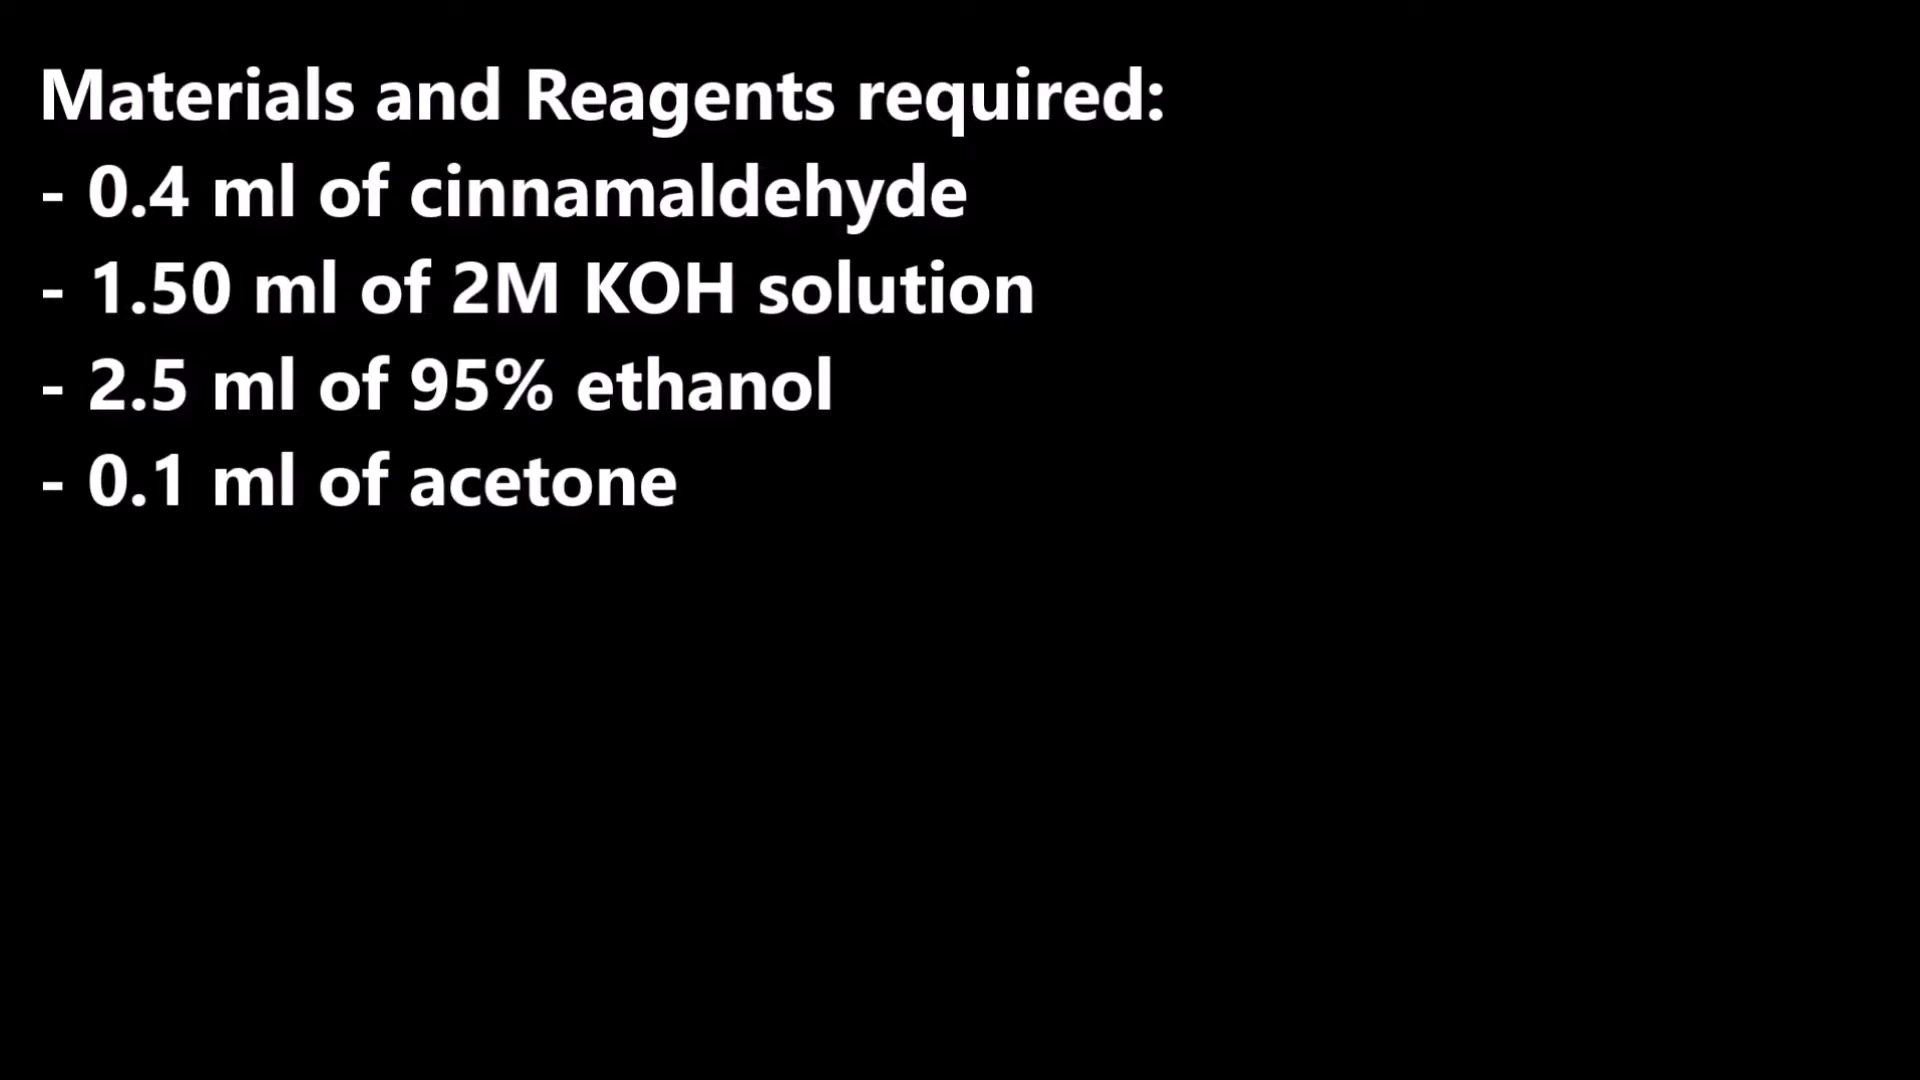 Materials and Reagents required:
- 0.4 ml of cinnamaldehyde
- 1.50 ml of 2M KOH solution
- 2.5 ml of 95% ethanol
- 0.1 ml of acetone